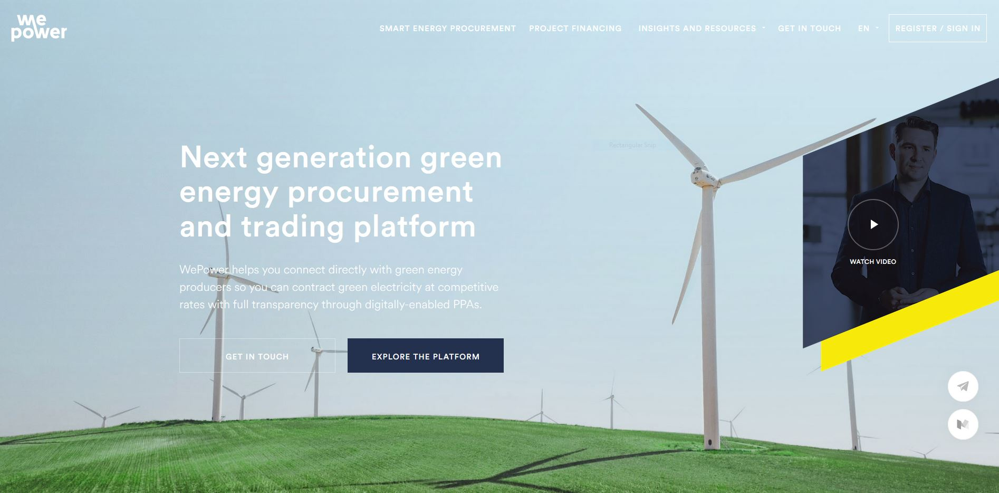 we
power
SMART ENERGY PROCUREMENT
PROJECT FINANCING
INSIGHTS AND RESOURCES
GET IN TOUCH
EN
REGISTER / SIGN IN
Next generation green
energy procurement
and trading platform
WePower helps you connect directly with green energy
producers so you can contract green electricity at competitive
rates with full transparency through digitally-enabled PPAs.
GET IN TOUCH
EXPLORE THE PLATFORM
Rectangular Snip
WATCH VIDEO